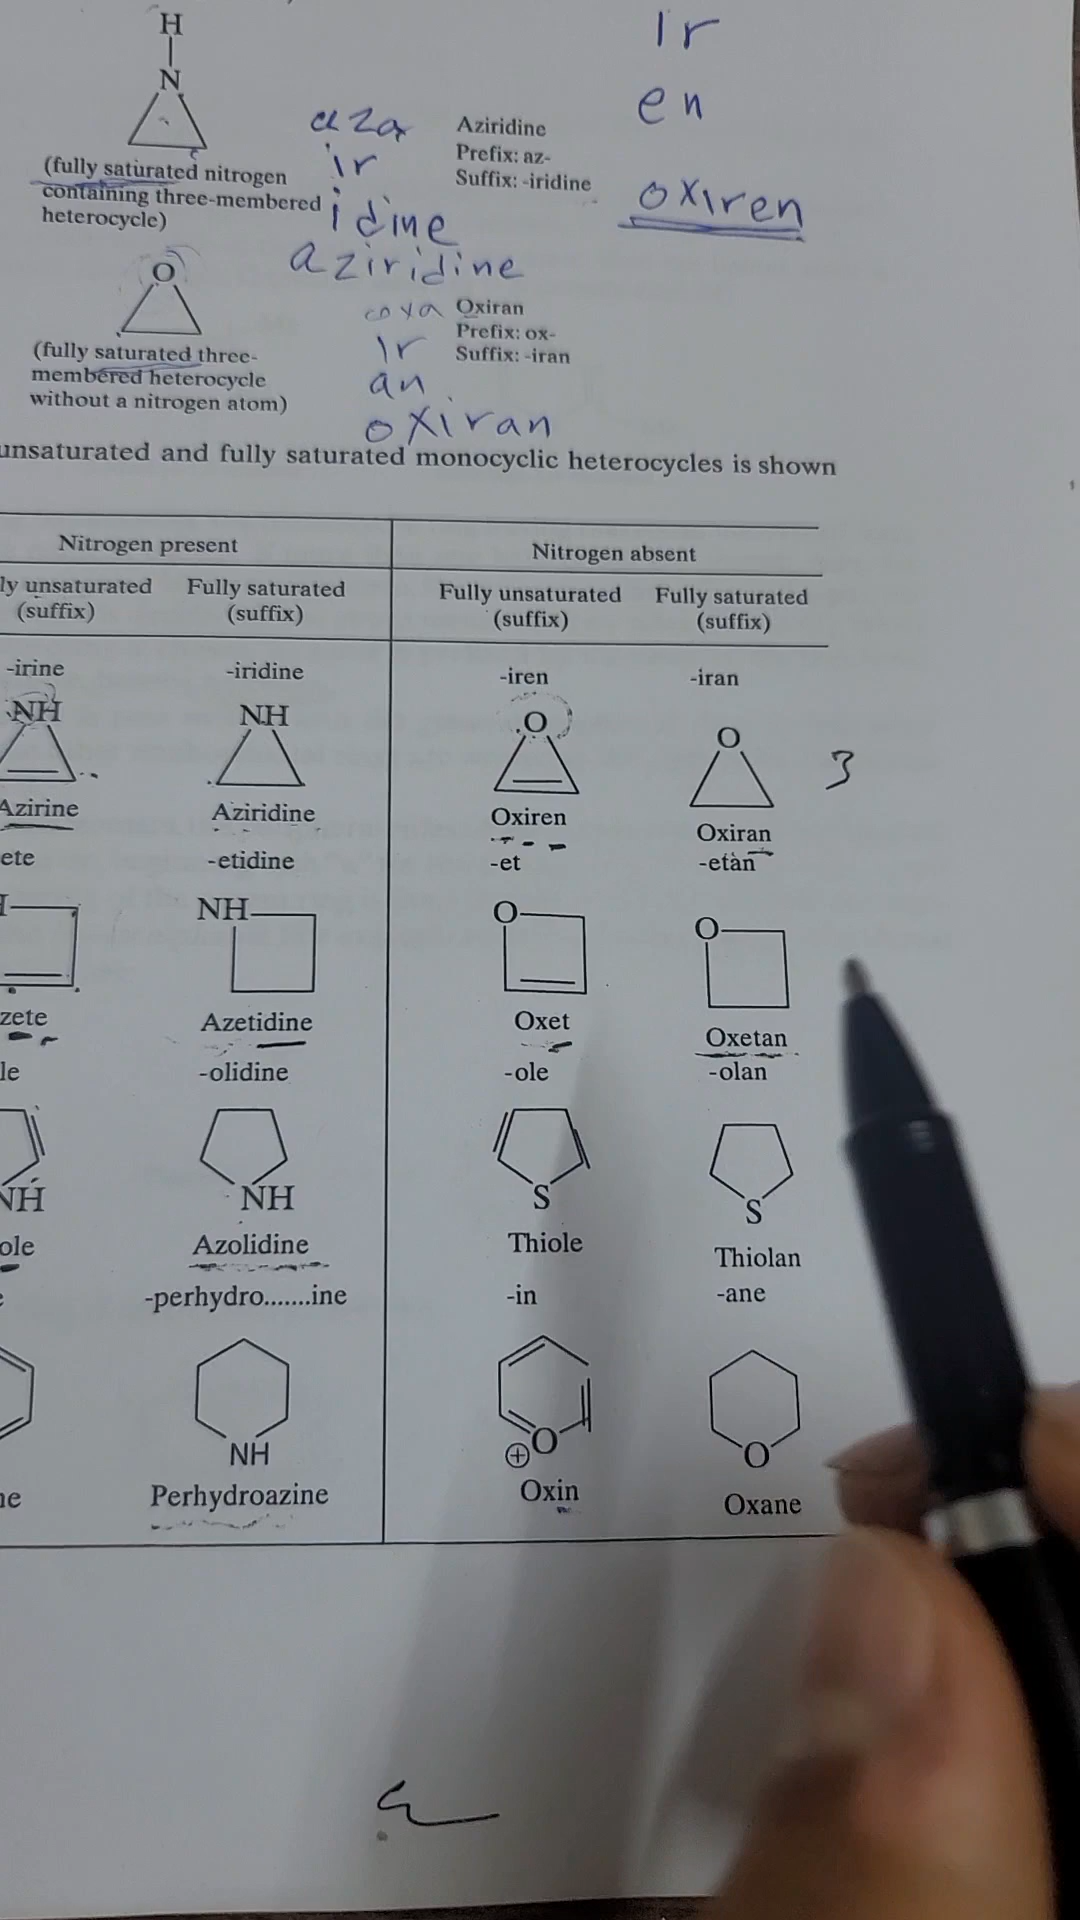 H
N
(fully saturated nitrogen
containing three-membered
heterocycle)
aza
ir
idine
aziridine
Aziridine
Prefix: az-
Suffix: -iridine
ir
en
oxiren
O
(fully saturated three-
membered heterocycle
without a nitrogen atom)
oxa
ir
an
oxiran
Oxiran
Prefix: ox-
Suffix: -iran
unsaturated and fully saturated monocyclic heterocycles is shown
Nitrogen present Nitrogen absent
ly unsaturated Fully saturated Fully unsaturated Fully saturated
(suffix) (suffix) (suffix) (suffix)
-irine -iridine -iren -iran
NH NH O O 3
Azirine Aziridine Oxiren Oxiran
ete -etidine -et -etan
NH O O
zete Azetidine Oxet Oxetan
le -olidine -ole -olan
NH NH S S
ole Azolidine Thiole Thiolan
-perhydro.......ine -in -ane
NH ⊕O O
ne Perhydroazine Oxin Oxane